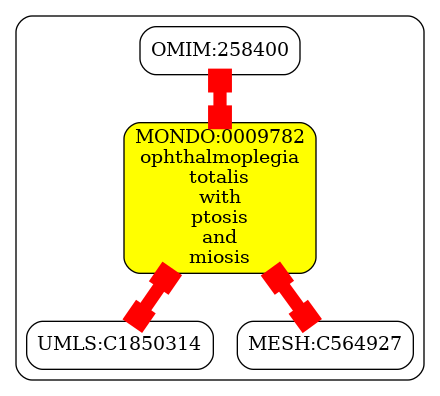 OMIM:258400
MONDO:0009782
ophthalmoplegia
totalis
with
ptosis
and
miosis
UMLS:C1850314
MESH:C564927